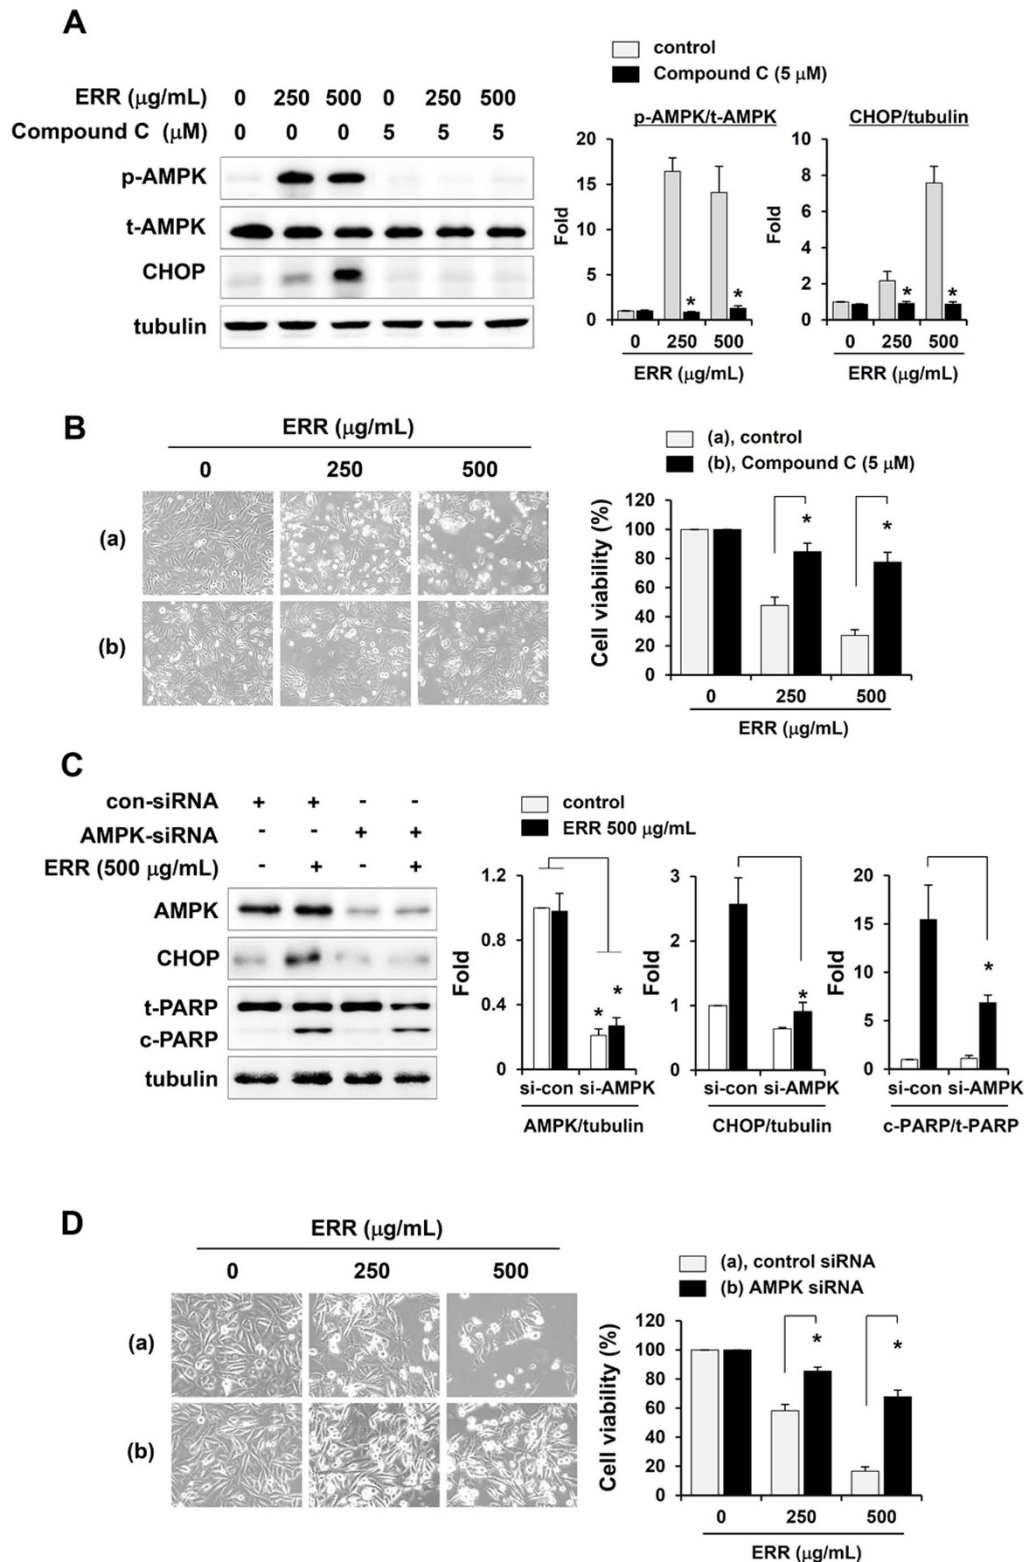 A
ERR (μg/mL) 0 250 500 0 250 500
Compound C (μM) 0 0 0 5 5 5
p-AMPK
t-AMPK
CHOP
tubulin
control
Compound C (5 μM)
p-AMPK/t-AMPK
20
15
10
5
0
Fold
0 250 500
ERR (μg/mL)
* *
CHOP/tubulin
10
8
6
4
2
0
Fold
0 250 500
ERR (μg/mL)
* *
B
ERR (μg/mL)
0 250 500
(a)
(b)
(a), control
(b), Compound C (5 μM)
120
100
80
60
40
20
0
Cell viability (%)
* *
0 250 500
ERR (μg/mL)
C
con-siRNA + + - -
AMPK-siRNA - - + +
ERR (500 μg/mL) - + - +
AMPK
CHOP
t-PARP
c-PARP
tubulin
control
ERR 500 μg/mL
1.2
0.8
0.4
0
Fold
* *
si-con si-AMPK
AMPK/tubulin
3
2
1
0
Fold
*
si-con si-AMPK
CHOP/tubulin
20
15
10
5
0
Fold
*
si-con si-AMPK
c-PARP/t-PARP
D
ERR (μg/mL)
0 250 500
(a)
(b)
(a), control siRNA
(b) AMPK siRNA
120
100
80
60
40
20
0
Cell viability (%)
* *
0 250 500
ERR (μg/mL)